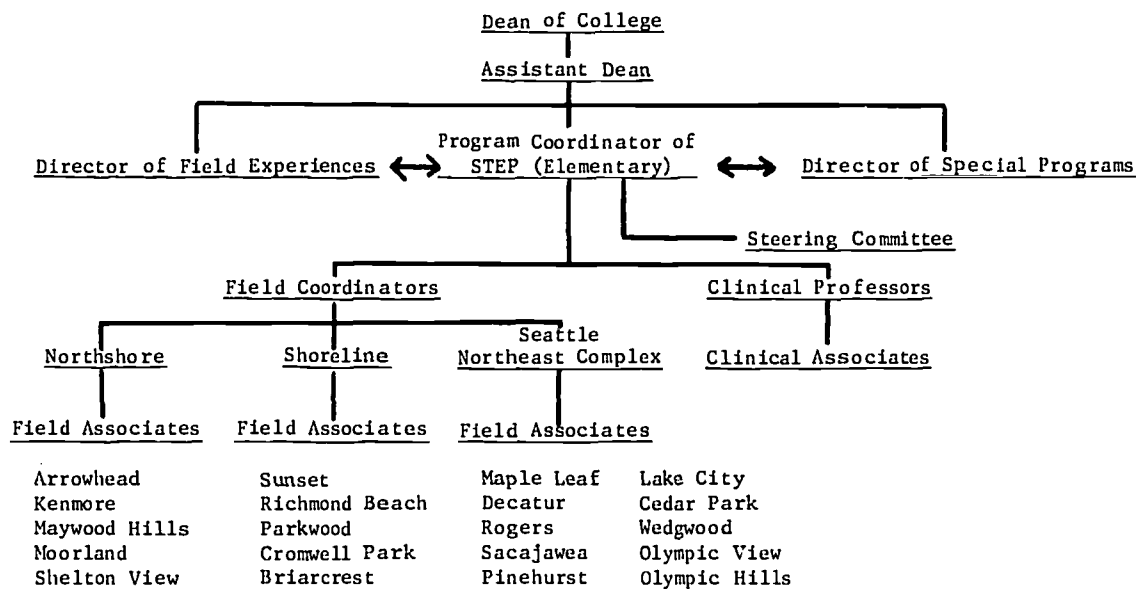 Dean of College
Assistant Dean
Director of Field Experiences
Program Coordinator of
STEP (Elementary)
Director of Special Programs
Steering Committee
Field Coordinators
Clinical Professors
Northshore
Shoreline
Seattle
Northeast Complex
Clinical Associates
Field Associates
Field Associates
Field Associates
Arrowhead
Kenmore
Maywood Hills
Moorland
Shelton View
Sunset
Richmond Beach
Parkwood
Cromwell Park
Briarcrest
Maple Leaf
Decatur
Rogers
Sacajawea
Pinehurst
Lake City
Cedar Park
Wedgwood
Olympic View
Olympic Hills